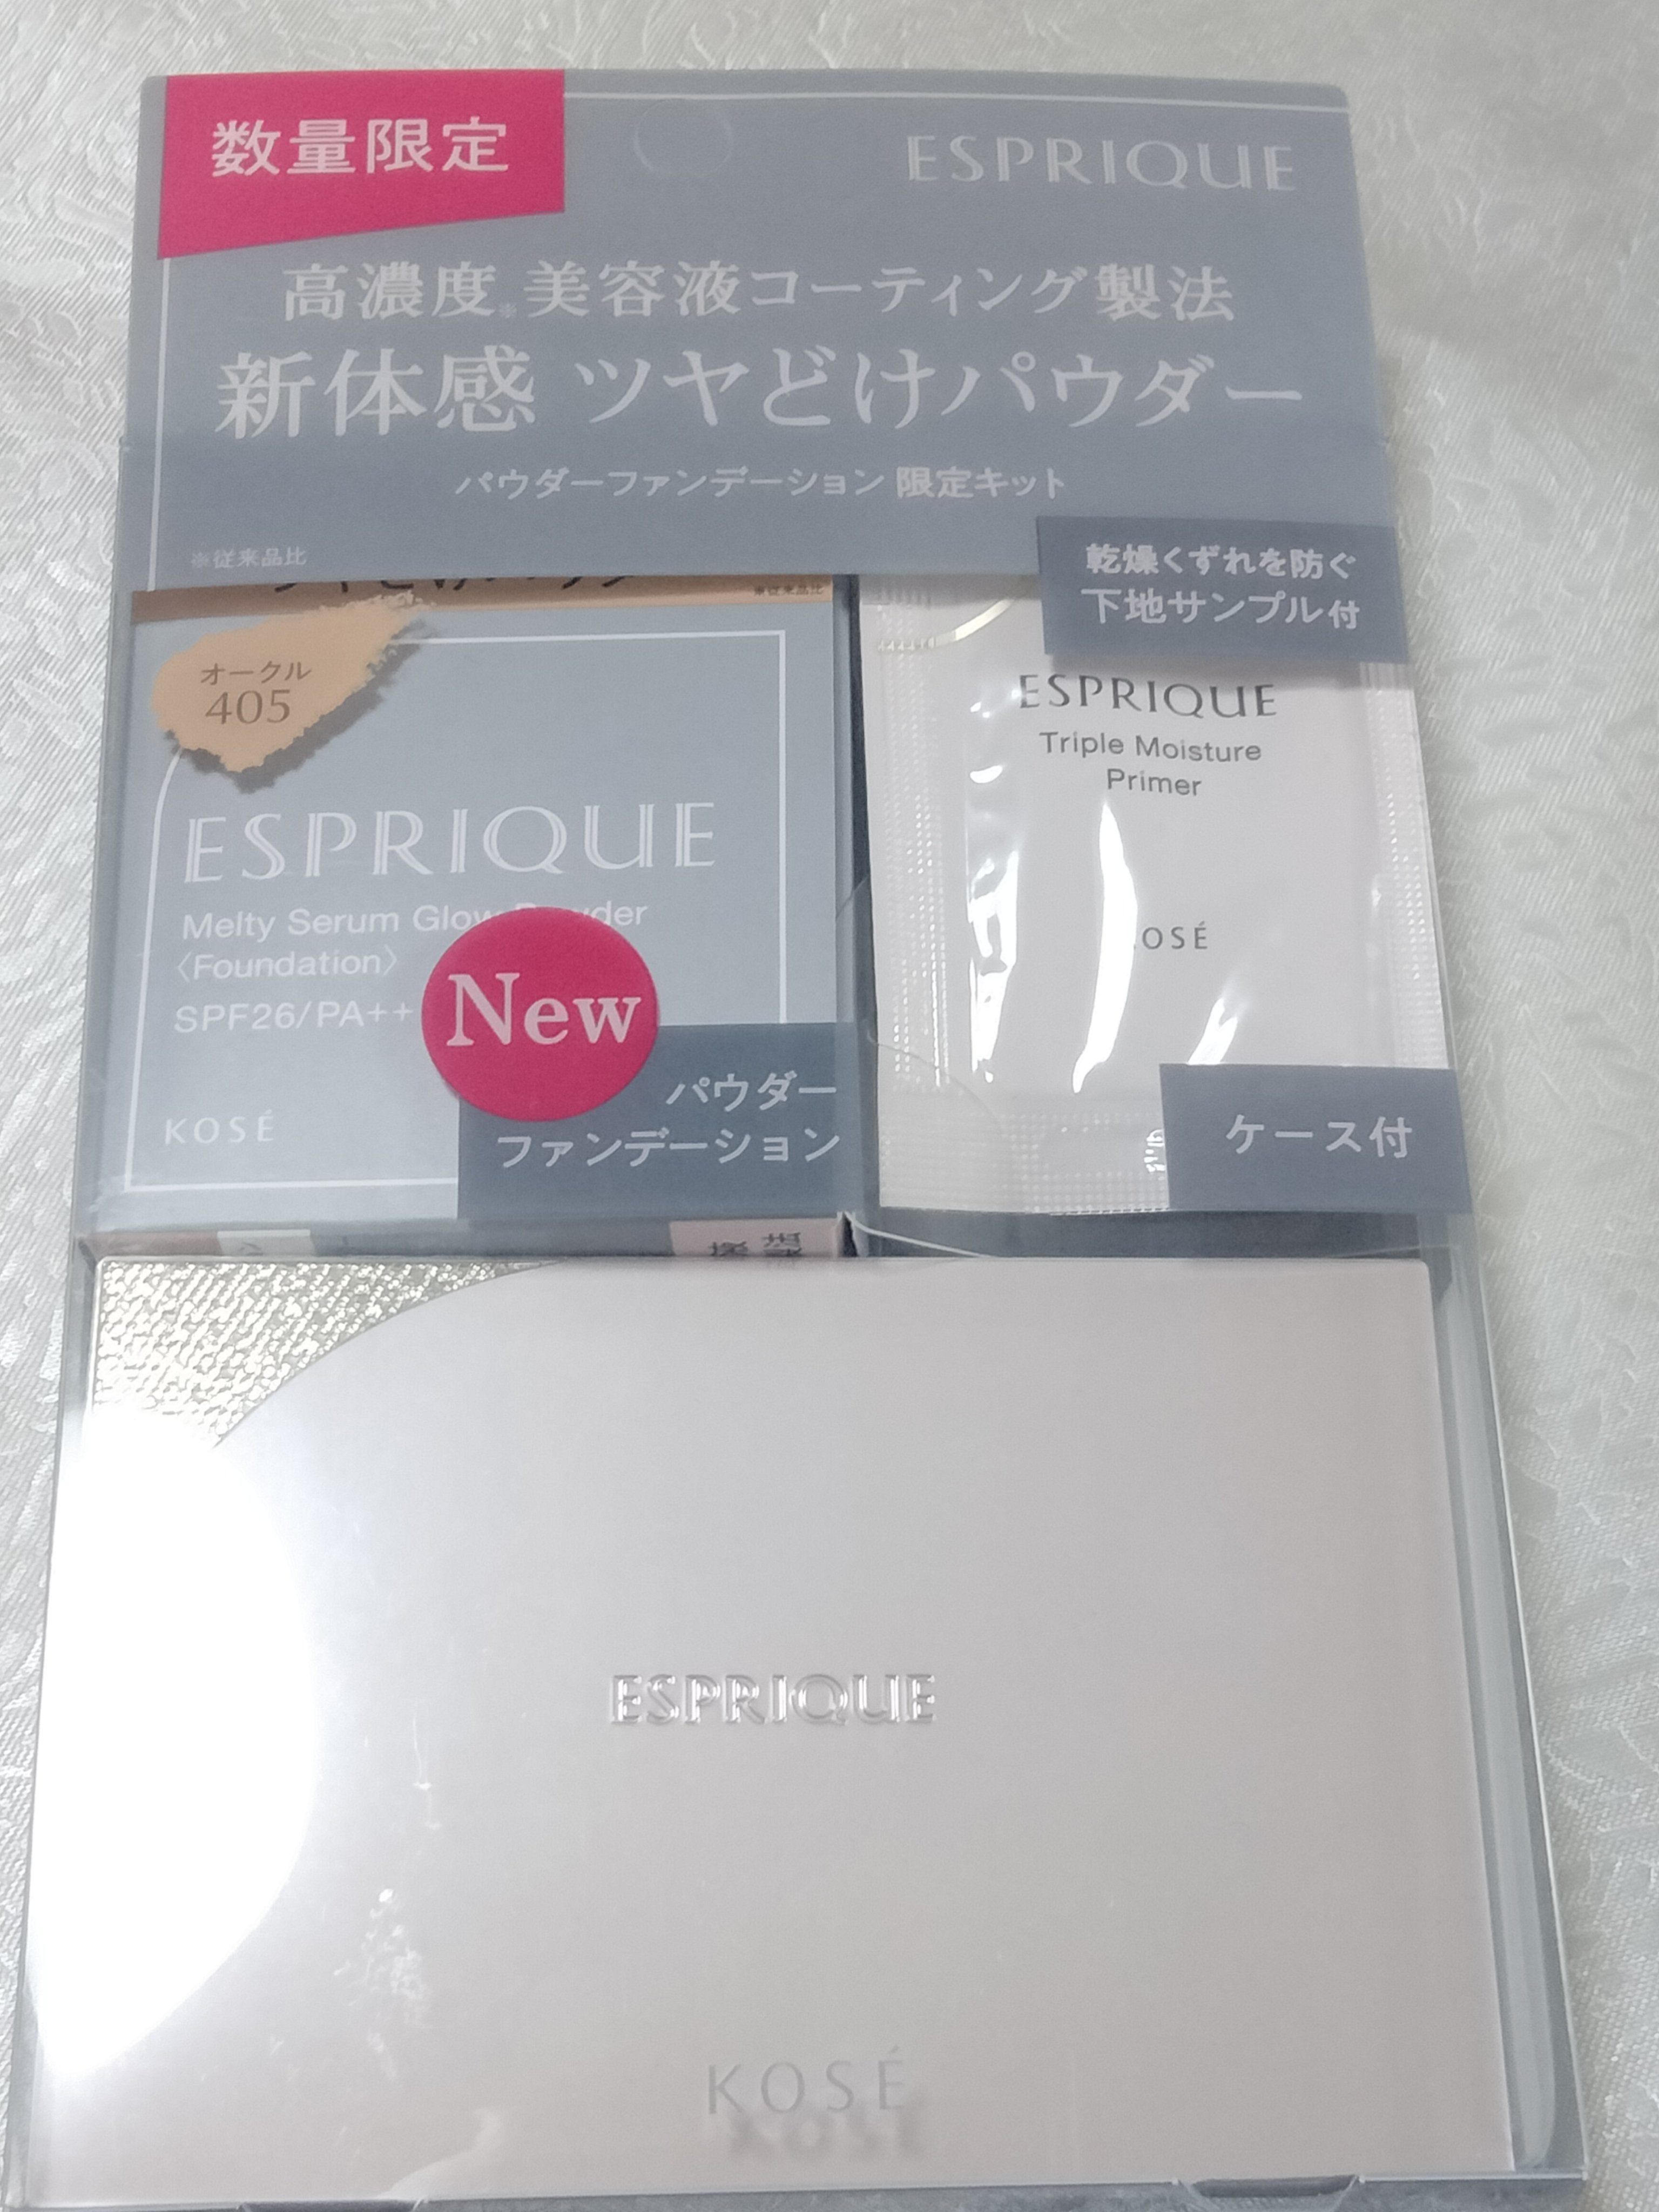 数量限定
ESPRIQUE
高濃度※美容液コーティング製法
新体感 ツヤどけパウダー
パウダーファンデーション 限定キット
※従来品比
乾燥くずれを防ぐ
下地サンプル付
※従来品比
オークル
405
ESPRIQUE
Melty Serum Glow Powder
〈Foundation〉
SPF26/PA++
New
KOSÉ
パウダー
ファンデーション
ESPRIQUE
Triple Moisture
Primer
OSÉ
ケース付
ESPRIQUE
KOSÉ